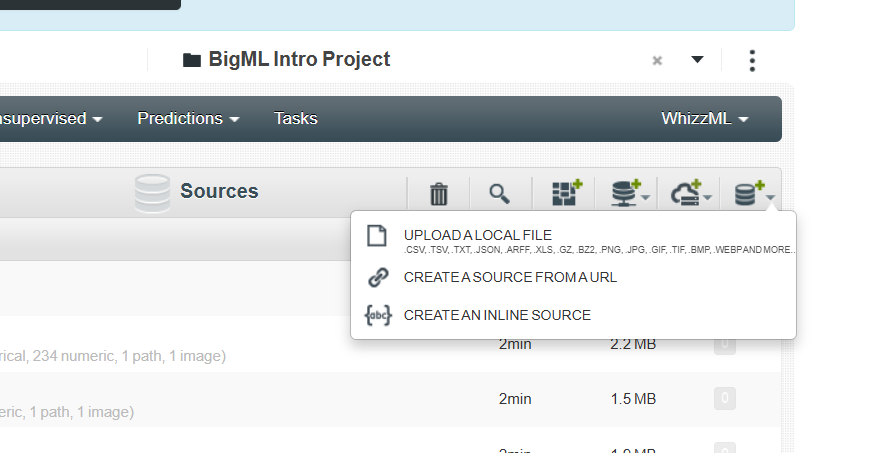 BigML Intro Project
nsupervised Predictions Tasks WhizzML
Sources
UPLOAD A LOCAL FILE
.CSV, .TSV, .TXT, .JSON, .ARFF, .XLS, .GZ, .BZ2, .PNG, .JPG, .GIF, .TIF, .BMP, .WEBP AND MORE..
CREATE A SOURCE FROM A URL
{abc} CREATE AN INLINE SOURCE
rical, 234 numeric, 1 path, 1 image) 2min 2.2 MB 0
2min 1.5 MB 0
eric, 1 path, 1 image)